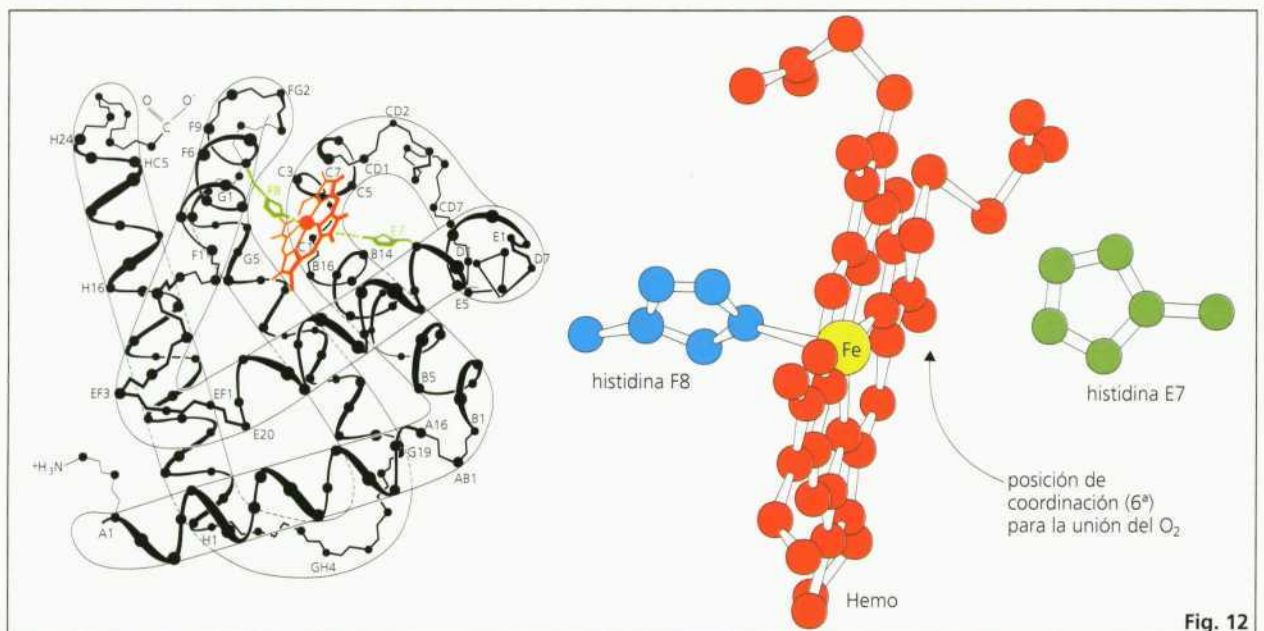 FG2
CD2
O
O⁻
C
F9
H24
F6
HC5
C3
C7
CD1
C5
F8
G1
CD7
E7
E1
F1
G5
C1
B16
B14
D1
D7
E5
H16
B5
EF3
EF1
B1
E20
A16
G19
AB1
⁺H₃N
A1
H1
GH4
Fe
histidina F8
histidina E7
posición de
coordinación (6ª)
para la unión del O₂
Hemo
Fig. 12